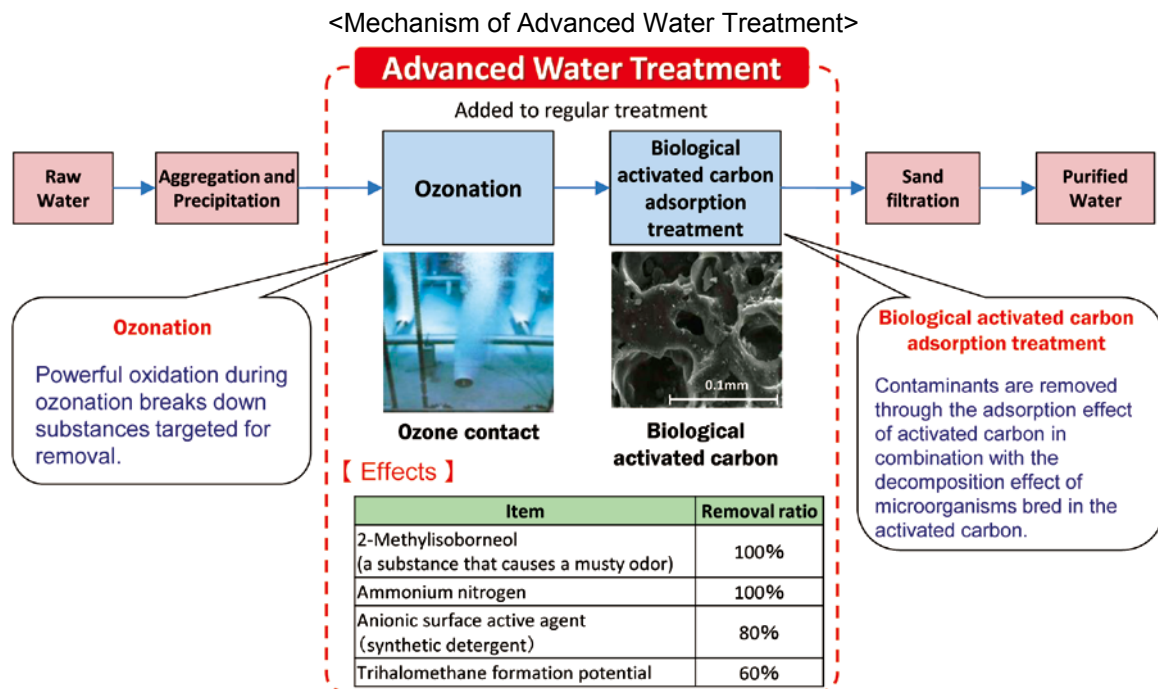 <Mechanism of Advanced Water Treatment>
Advanced Water Treatment
Added to regular treatment
Raw
Water
Aggregation and
Precipitation
Ozonation
Biological
activated carbon
adsorption
treatment
Sand
filtration
Purified
Water
Ozonation
Powerful oxidation during
ozonation breaks down
substances targeted for
removal.
Ozone contact
0.1mm
Biological
activated carbon
Biological activated carbon
adsorption treatment
Contaminants are removed
through the adsorption effect
of activated carbon in
combination with the
decomposition effect of
microorganisms bred in the
activated carbon.
【 Effects 】
Item Removal ratio
2-Methylisoborneol
(a substance that causes a musty odor) 100%
Ammonium nitrogen 100%
Anionic surface active agent
(synthetic detergent) 80%
Trihalomethane formation potential 60%